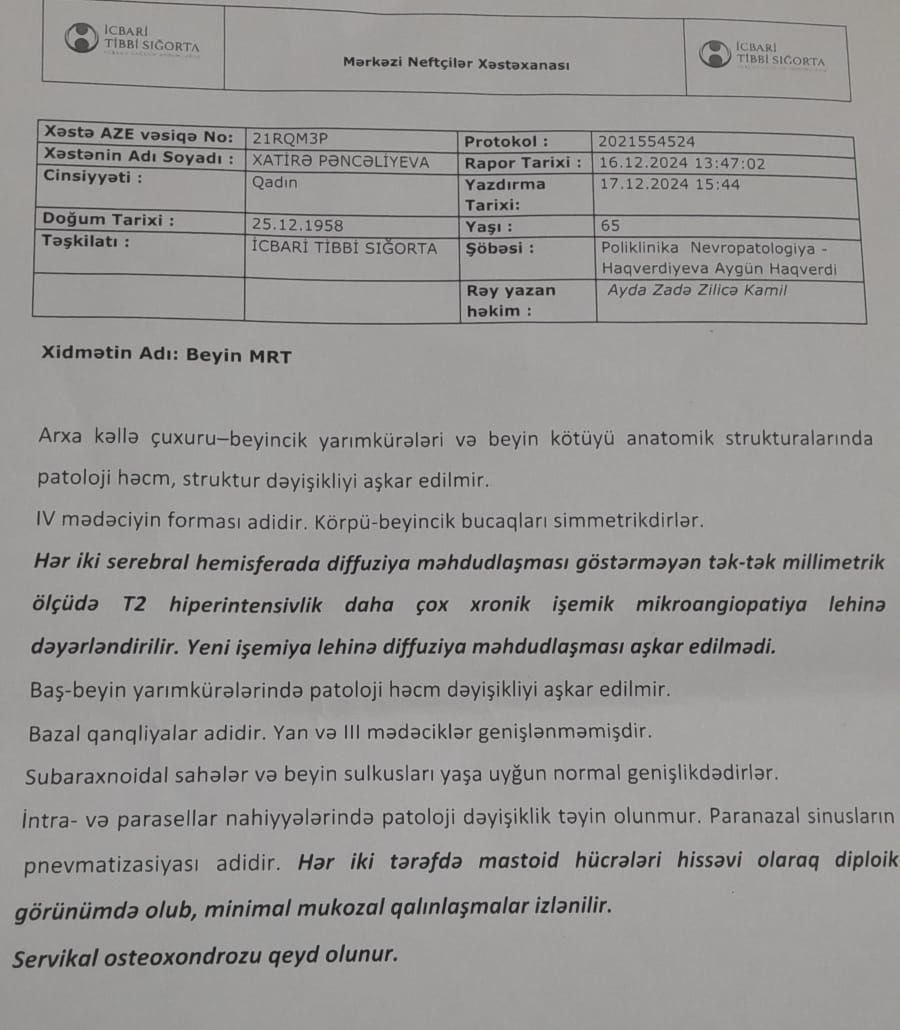 İCBARİ
TİBBİ SIĞORTA
Mərkəzi Neftçilər Xəstəxanası
İCBARİ
TİBBİ SIĞORTA
Xəstə AZE vəsiqə No: 21RQM3P Protokol : 2021554524
Xəstənin Adı Soyadı : XATİRƏ PƏNCƏLİYEVA Rapor Tarixi : 16.12.2024 13:47:02
Cinsiyyəti : Qadın Yazdırma Tarixi: 17.12.2024 15:44
Doğum Tarixi : 25.12.1958 Yaşı : 65
Təşkilatı : İCBARİ TİBBİ SIĞORTA Şöbəsi : Poliklinika Nevropatologiya -
Haqverdiyeva Aygün Haqverdi
Rəy yazan həkim : Ayda Zadə Zilicə Kamil
Xidmətin Adı: Beyin MRT
Arxa kəllə çuxuru–beyincik yarımkürələri və beyin kötüyü anatomik strukturalarında
patoloji həcm, struktur dəyişikliyi aşkar edilmir.
IV mədəciyin forması adidir. Körpü-beyincik bucaqları simmetrikdirlər.
Hər iki serebral hemisferada diffuziya məhdudlaşması göstərməyən tək-tək millimetrik
ölçüdə T2 hiperintensivlik daha çox xronik işemik mikroangiopatiya lehinə
dəyərləndirilir. Yeni işemiya lehinə diffuziya məhdudlaşması aşkar edilmədi.
Baş-beyin yarımkürələrində patoloji həcm dəyişikliyi aşkar edilmir.
Bazal qanqliyalar adidir. Yan və III mədəciklər genişlənməmişdir.
Subaraxnoidal sahələr və beyin sulkusları yaşa uyğun normal genişlikdədirlər.
İntra- və parasellar nahiyyələrində patoloji dəyişiklik təyin olunmur. Paranazal sinusların
pnevmatizasiyası adidir. Hər iki tərəfdə mastoid hücrələri hissəvi olaraq diploik
görünümdə olub, minimal mukozal qalınlaşmalar izlənilir.
Servikal osteoxondrozu qeyd olunur.